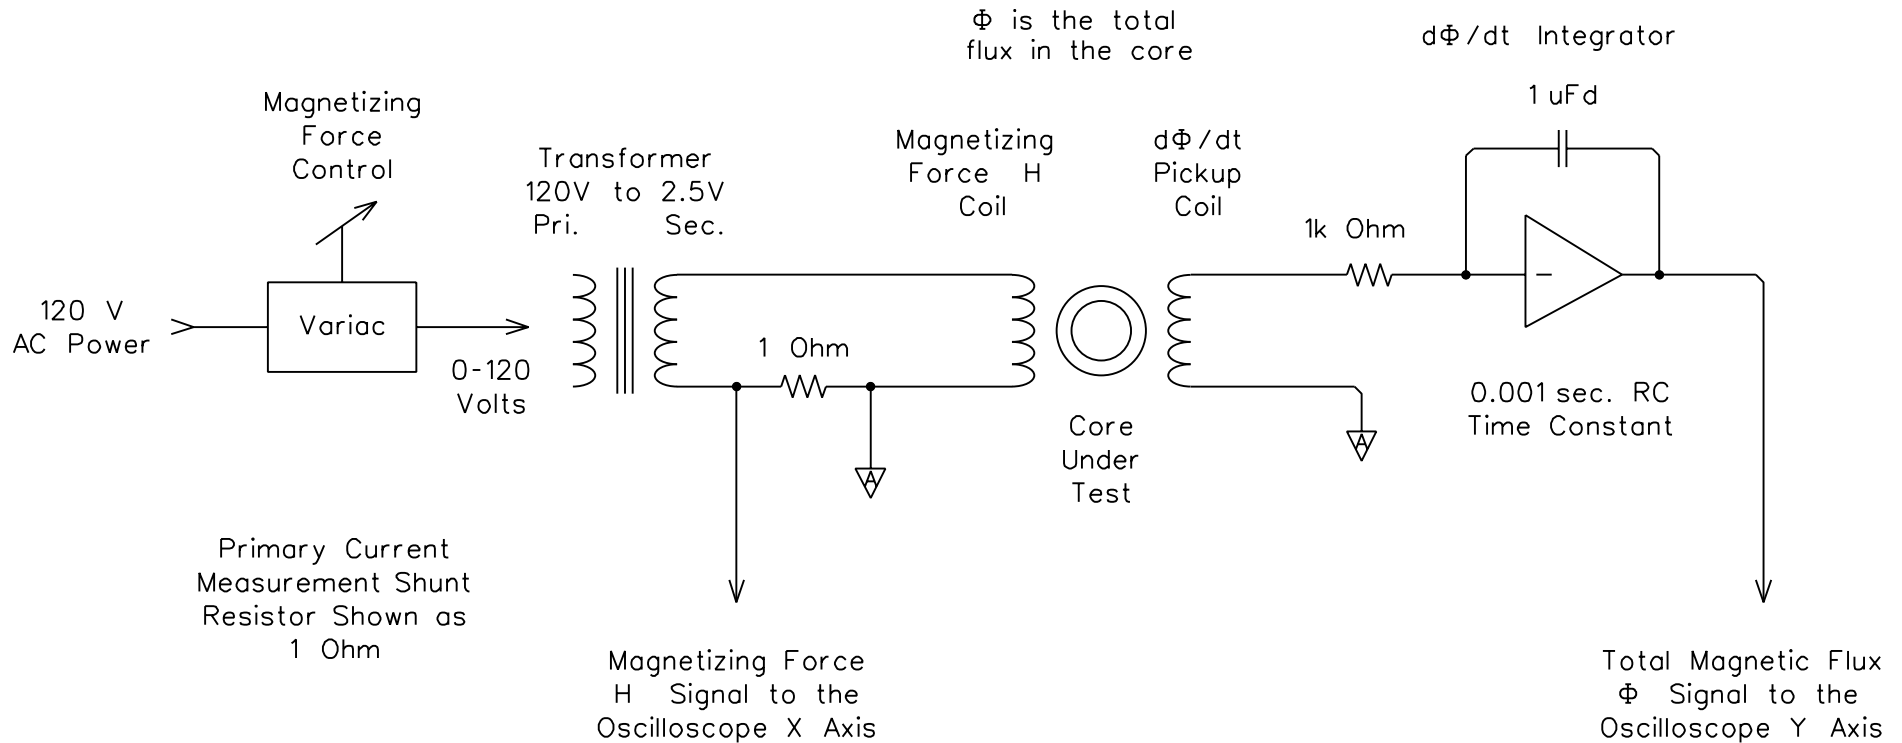 Φ is the total
flux in the core
dΦ/dt Integrator
1 uFd
Magnetizing
Force
Control
Transformer
120V to 2.5V
Pri. Sec.
Magnetizing
Force H
Coil
dΦ/dt
Pickup
Coil
1k Ohm
120 V
AC Power
Variac
0-120
Volts
1 Ohm
−
0.001 sec. RC
Time Constant
Core
Under
Test
A
A
Primary Current
Measurement Shunt
Resistor Shown as
1 Ohm
Magnetizing Force
H Signal to the
Oscilloscope X Axis
Total Magnetic Flux
Φ Signal to the
Oscilloscope Y Axis